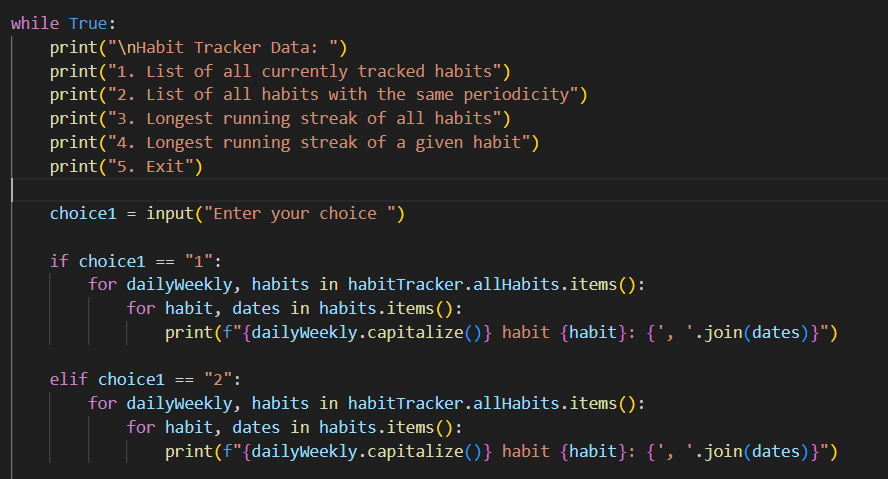 while True:
    print("\nHabit Tracker Data: ")
    print("1. List of all currently tracked habits")
    print("2. List of all habits with the same periodicity")
    print("3. Longest running streak of all habits")
    print("4. Longest running streak of a given habit")
    print("5. Exit")
    choice1 = input("Enter your choice ")
    if choice1 == "1":
        for dailyWeekly, habits in habitTracker.allHabits.items():
            for habit, dates in habits.items():
                print(f"{dailyWeekly.capitalize()} habit {habit}: {', '.join(dates)}")
    elif choice1 == "2":
        for dailyWeekly, habits in habitTracker.allHabits.items():
            for habit, dates in habits.items():
                print(f"{dailyWeekly.capitalize()} habit {habit}: {', '.join(dates)}")